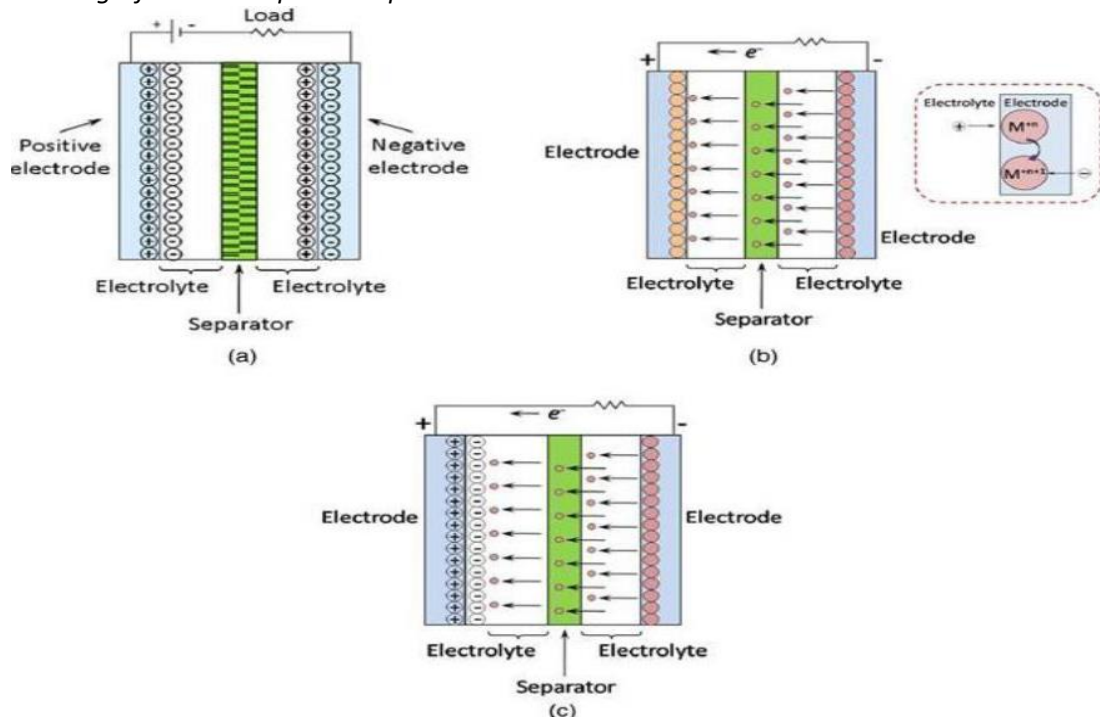 Load
+ -
Positive
electrode
Negative
electrode
Electrolyte Electrolyte
Separator
(a)
e⁻
+ -
Electrode
Electrode
Electrolyte Electrolyte
Separator
(b)
Electrolyte Electrode
M⁺ⁿ
M⁺ⁿ⁺¹
e⁻
+ -
Electrode Electrode
Electrolyte Electrolyte
Separator
(c)